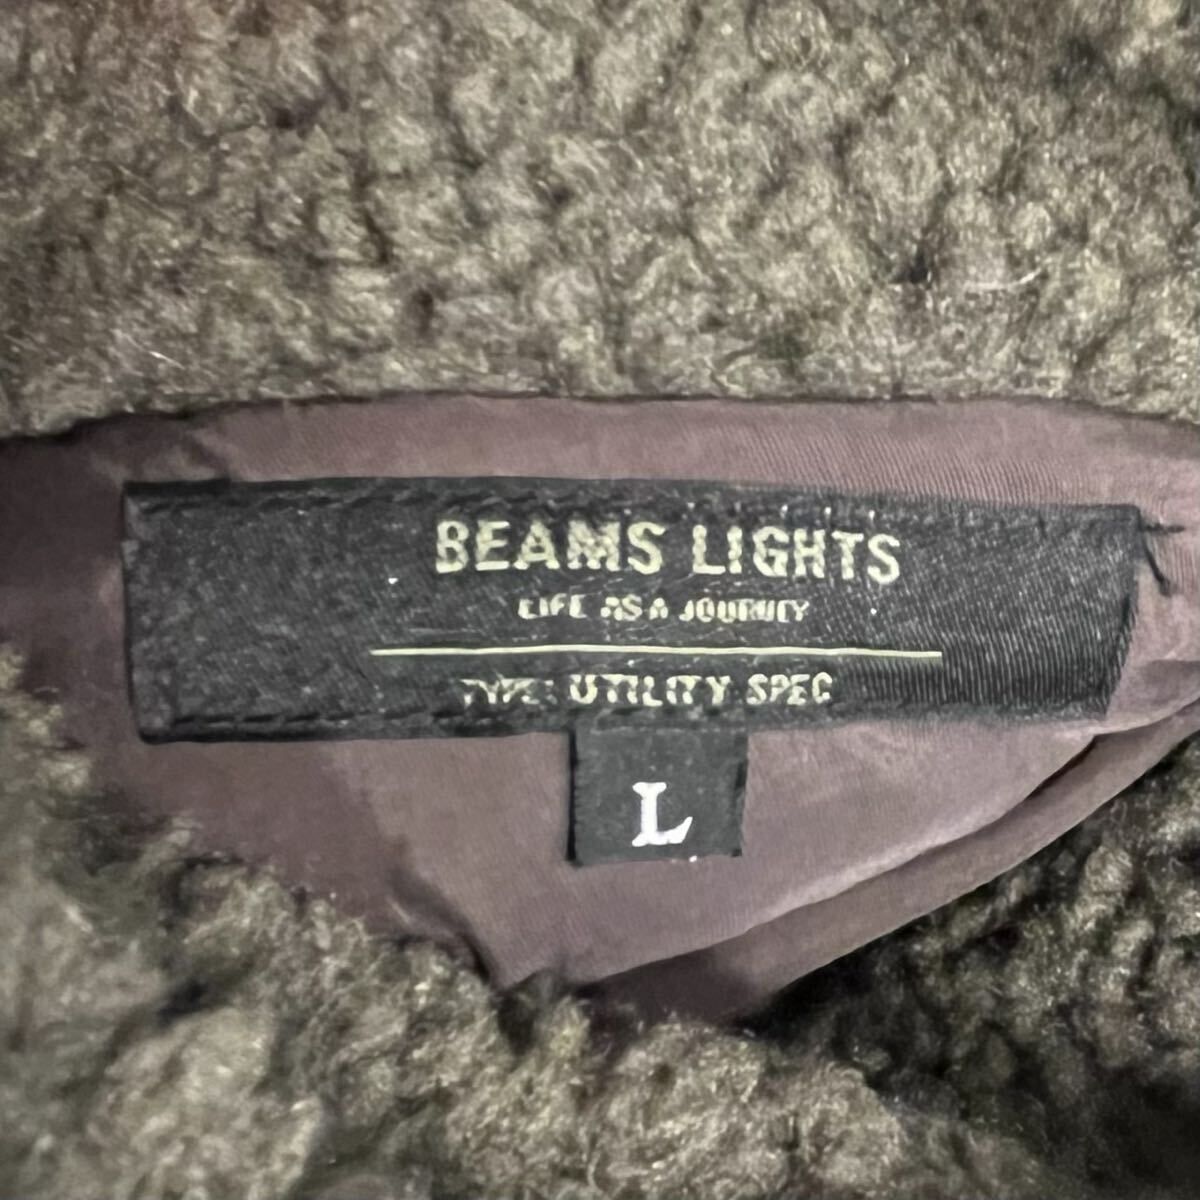 BEAMS LIGHTS
LIFE AS A JOURNEY
TYPE: UTILITY SPEC
L